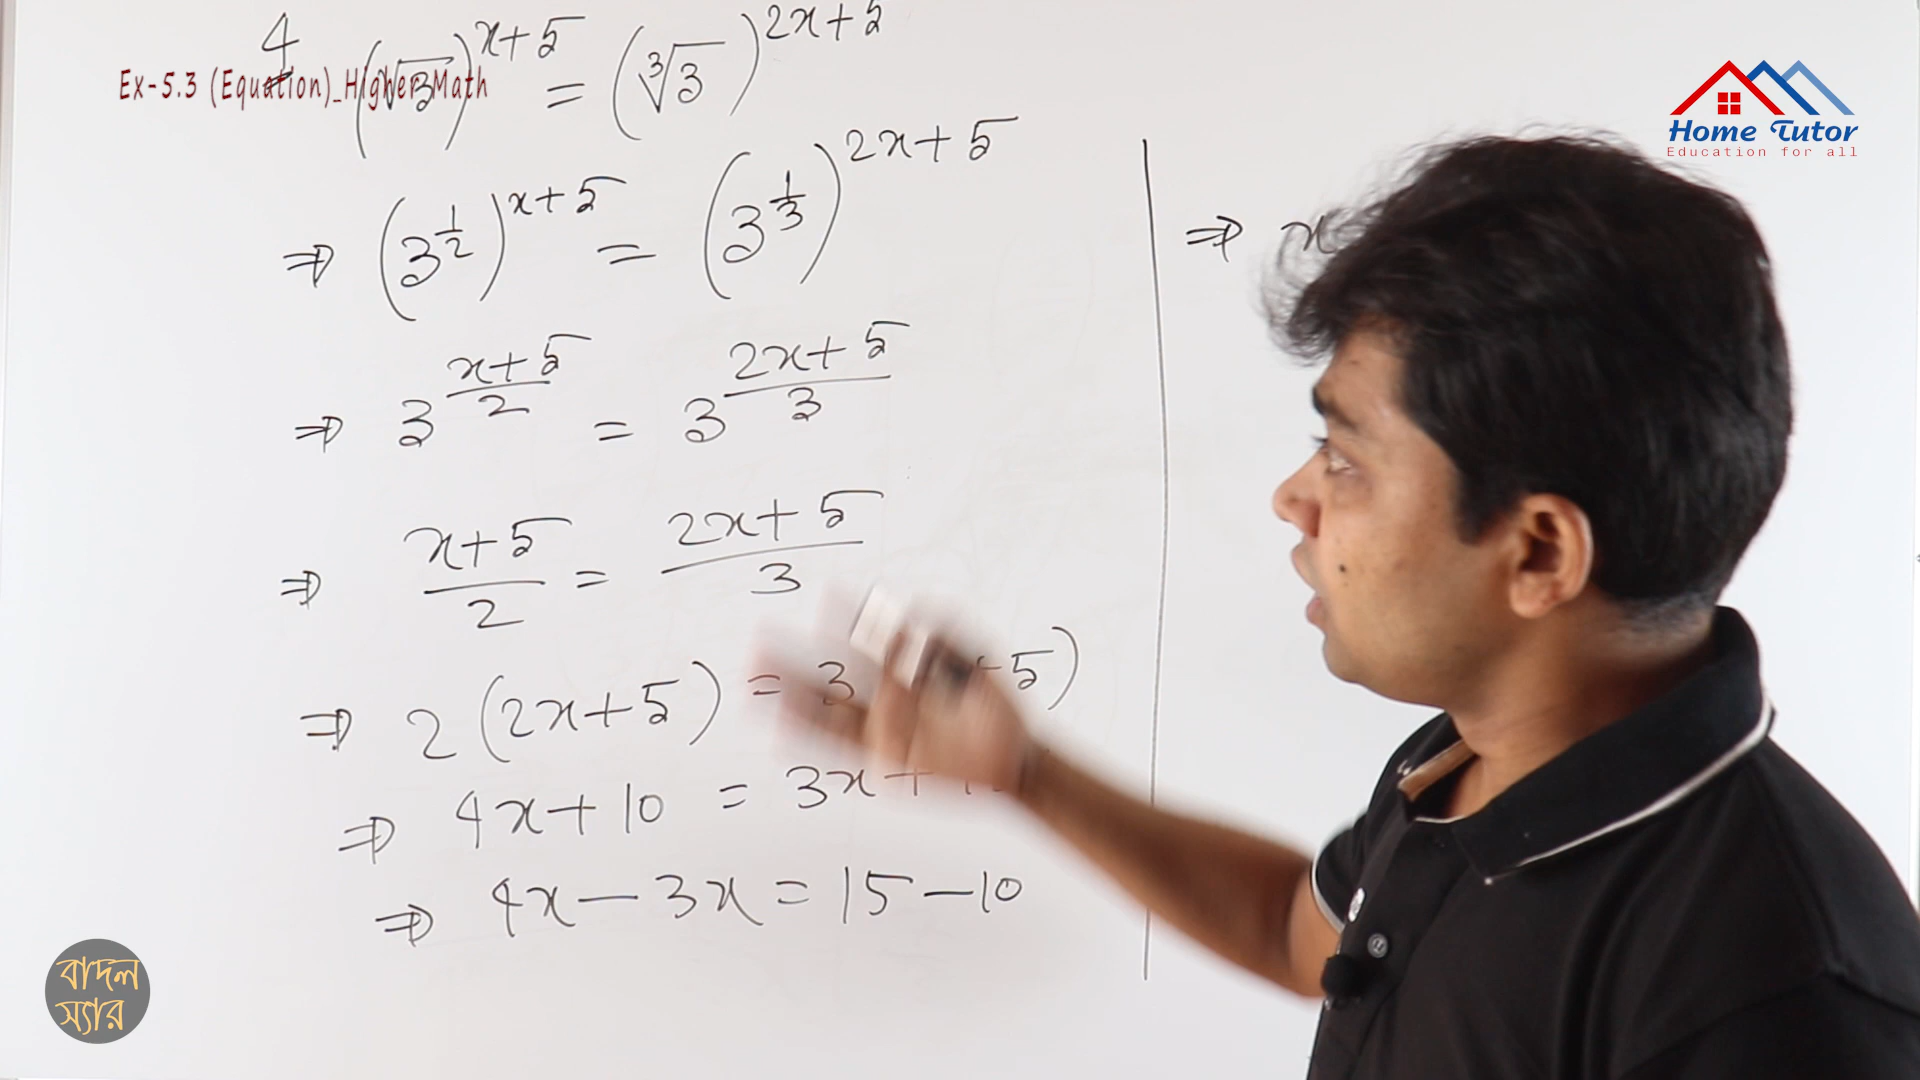 4 (√3)^{x+5} = (∛3)^{2x+5}
Ex-5.3 (Equation)_Higher Math
⇒ (3^{1/2})^{x+5} = (3^{1/3})^{2x+5}
⇒ 3^{(x+5)/2} = 3^{(2x+5)/3}
⇒ (x+5)/2 = (2x+5)/3
⇒ 2(2x+5) = 3 +5)
⇒ 4x+10 = 3x+
⇒ 4x-3x = 15-10
⇒ x
Home Tutor
Education for all
বাদল
স্যার